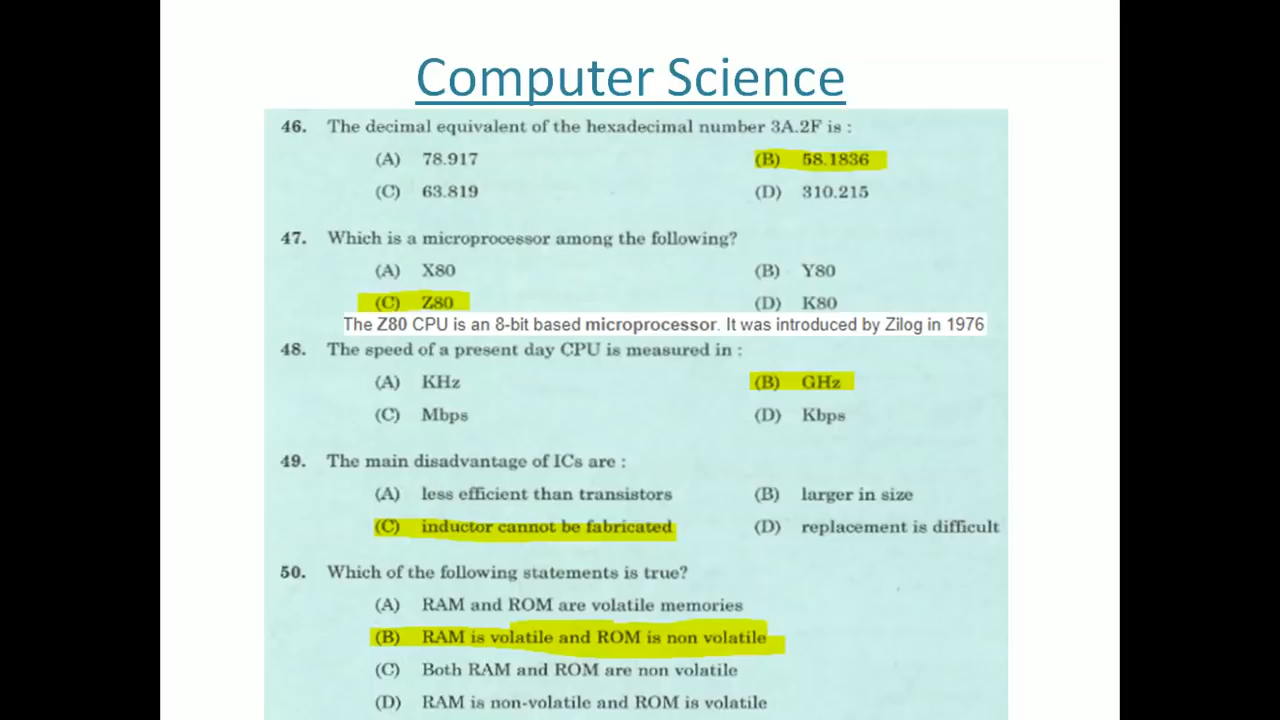 Computer Science
46. The decimal equivalent of the hexadecimal number 3A.2F is :
(A) 78.917 (B) 58.1836
(C) 63.819 (D) 310.215
47. Which is a microprocessor among the following?
(A) X80 (B) Y80
(C) Z80 (D) K80
The Z80 CPU is an 8-bit based microprocessor. It was introduced by Zilog in 1976
48. The speed of a present day CPU is measured in :
(A) KHz (B) GHz
(C) Mbps (D) Kbps
49. The main disadvantage of ICs are :
(A) less efficient than transistors (B) larger in size
(C) inductor cannot be fabricated (D) replacement is difficult
50. Which of the following statements is true?
(A) RAM and ROM are volatile memories
(B) RAM is volatile and ROM is non volatile
(C) Both RAM and ROM are non volatile
(D) RAM is non-volatile and ROM is volatile